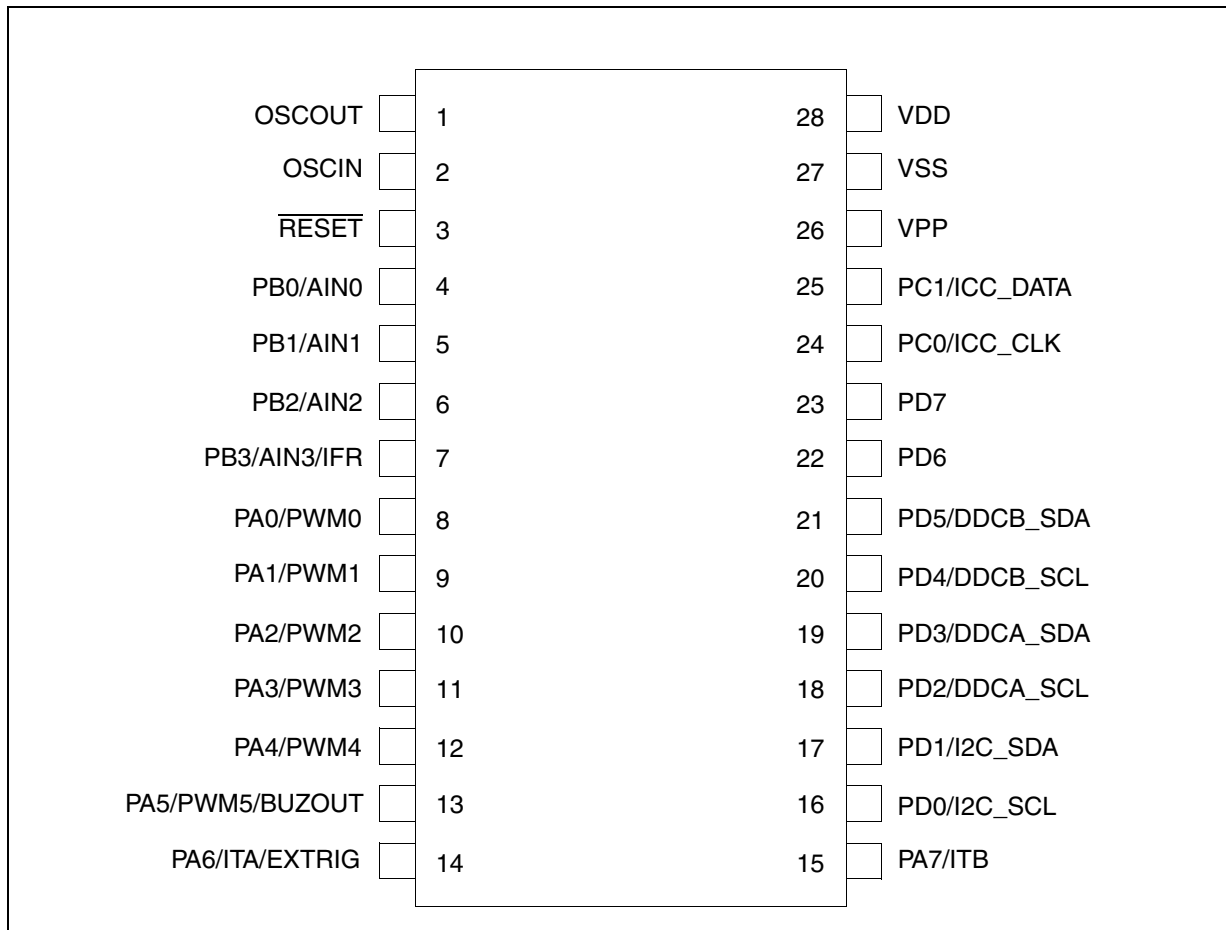 OSCOUT 1 28 VDD
OSCIN 2 27 VSS
RESET 3 26 VPP
PB0/AIN0 4 25 PC1/ICC_DATA
PB1/AIN1 5 24 PC0/ICC_CLK
PB2/AIN2 6 23 PD7
PB3/AIN3/IFR 7 22 PD6
PA0/PWM0 8 21 PD5/DDCB_SDA
PA1/PWM1 9 20 PD4/DDCB_SCL
PA2/PWM2 10 19 PD3/DDCA_SDA
PA3/PWM3 11 18 PD2/DDCA_SCL
PA4/PWM4 12 17 PD1/I2C_SDA
PA5/PWM5/BUZOUT 13 16 PD0/I2C_SCL
PA6/ITA/EXTRIG 14 15 PA7/ITB